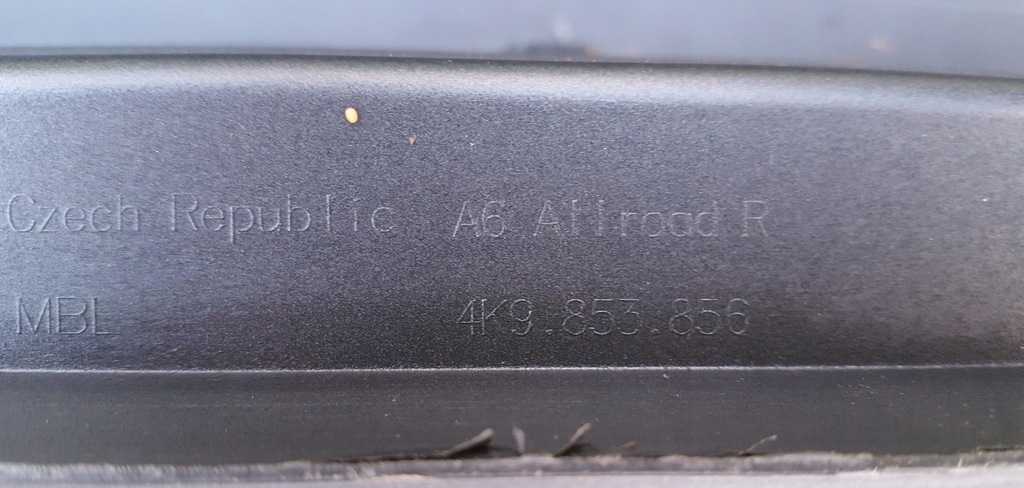 Czech Republic A6 Allroad R
MBL 4K9.853.856